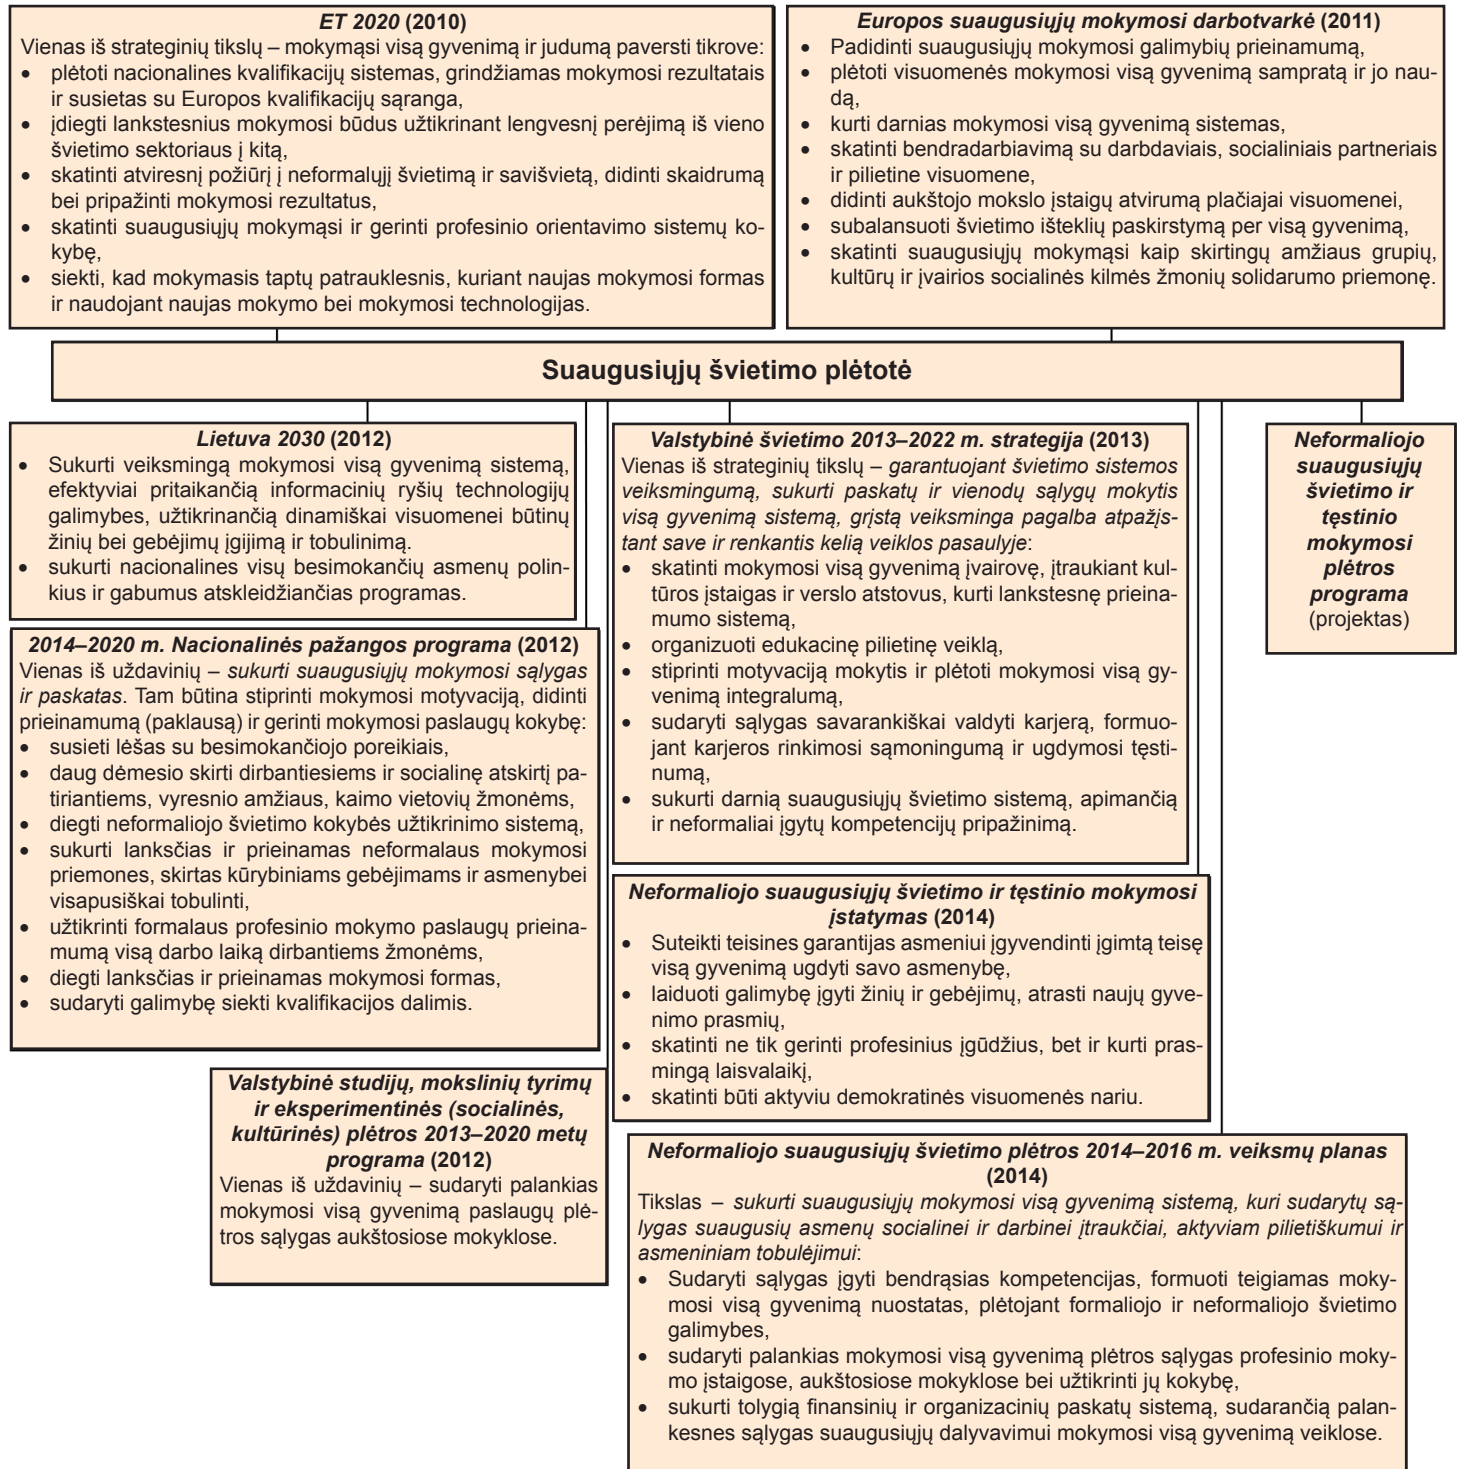 ET 2020 (2010)
Vienas iš strateginių tikslų – mokymąsi visą gyvenimą ir judumą paversti tikrove:
• plėtoti nacionalines kvalifikacijų sistemas, grindžiamas mokymosi rezultatais
ir susietas su Europos kvalifikacijų sąranga,
• įdiegti lankstesnius mokymosi būdus užtikrinant lengvesnį perėjimą iš vieno
švietimo sektoriaus į kitą,
• skatinti atviresnį požiūrį į neformalųjį švietimą ir savišvietą, didinti skaidrumą
bei pripažinti mokymosi rezultatus,
• skatinti suaugusiųjų mokymąsi ir gerinti profesinio orientavimo sistemų ko-
kybę,
• siekti, kad mokymasis taptų patrauklesnis, kuriant naujas mokymosi formas
ir naudojant naujas mokymo bei mokymosi technologijas.
Europos suaugusiųjų mokymosi darbotvarkė (2011)
• Padidinti suaugusiųjų mokymosi galimybių prieinamumą,
• plėtoti visuomenės mokymosi visą gyvenimą sampratą ir jo nau-
dą,
• kurti darnias mokymosi visą gyvenimą sistemas,
• skatinti bendradarbiavimą su darbdaviais, socialiniais partneriais
ir pilietine visuomene,
• didinti aukštojo mokslo įstaigų atvirumą plačiajai visuomenei,
• subalansuoti švietimo išteklių paskirstymą per visą gyvenimą,
• skatinti suaugusiųjų mokymąsi kaip skirtingų amžiaus grupių,
kultūrų ir įvairios socialinės kilmės žmonių solidarumo priemonę.
Suaugusiųjų švietimo plėtotė
Lietuva 2030 (2012)
• Sukurti veiksmingą mokymosi visą gyvenimą sistemą,
efektyviai pritaikančią informacinių ryšių technologijų
galimybes, užtikrinančią dinamiškai visuomenei būtinų
žinių bei gebėjimų įgijimą ir tobulinimą.
• sukurti nacionalines visų besimokančių asmenų polin-
kius ir gabumus atskleidžiančias programas.
2014–2020 m. Nacionalinės pažangos programa (2012)
Vienas iš uždavinių – sukurti suaugusiųjų mokymosi sąlygas
ir paskatas. Tam būtina stiprinti mokymosi motyvaciją, didinti
prieinamumą (paklausą) ir gerinti mokymosi paslaugų kokybę:
• susieti lėšas su besimokančiojo poreikiais,
• daug dėmesio skirti dirbantiesiems ir socialinę atskirtį pa-
tiriantiems, vyresnio amžiaus, kaimo vietovių žmonėms,
• diegti neformaliojo švietimo kokybės užtikrinimo sistemą,
• sukurti lanksčias ir prieinamas neformalaus mokymosi
priemones, skirtas kūrybiniams gebėjimams ir asmenybei
visapusiškai tobulinti,
• užtikrinti formalaus profesinio mokymo paslaugų prieina-
mumą visą darbo laiką dirbantiems žmonėms,
• diegti lanksčias ir prieinamas mokymosi formas,
• sudaryti galimybę siekti kvalifikacijos dalimis.
Valstybinė studijų, mokslinių tyrimų
ir eksperimentinės (socialinės,
kultūrinės) plėtros 2013–2020 metų
programa (2012)
Vienas iš uždavinių – sudaryti palankias
mokymosi visą gyvenimą paslaugų plė-
tros sąlygas aukštosiose mokyklose.
Valstybinė švietimo 2013–2022 m. strategija (2013)
Vienas iš strateginių tikslų – garantuojant švietimo sistemos
veiksmingumą, sukurti paskatų ir vienodų sąlygų mokytis
visą gyvenimą sistemą, grįstą veiksminga pagalba atpažįs-
tant save ir renkantis kelią veiklos pasaulyje:
• skatinti mokymosi visą gyvenimą įvairovę, įtraukiant kul-
tūros įstaigas ir verslo atstovus, kurti lankstesnę prieina-
mumo sistemą,
• organizuoti edukacinę pilietinę veiklą,
• stiprinti motyvaciją mokytis ir plėtoti mokymosi visą gy-
venimą integralumą,
• sudaryti sąlygas savarankiškai valdyti karjerą, formuo-
jant karjeros rinkimosi sąmoningumą ir ugdymosi tęsti-
numą,
• sukurti darnią suaugusiųjų švietimo sistemą, apimančią
ir neformaliai įgytų kompetencijų pripažinimą.
Neformaliojo suaugusiųjų švietimo ir tęstinio mokymosi
įstatymas (2014)
• Suteikti teisines garantijas asmeniui įgyvendinti įgimtą teisę
visą gyvenimą ugdyti savo asmenybę,
• laiduoti galimybę įgyti žinių ir gebėjimų, atrasti naujų gyve-
nimo prasmių,
• skatinti ne tik gerinti profesinius įgūdžius, bet ir kurti pras-
mingą laisvalaikį,
• skatinti būti aktyviu demokratinės visuomenės nariu.
Neformaliojo suaugusiųjų švietimo plėtros 2014–2016 m. veiksmų planas
(2014)
Tikslas – sukurti suaugusiųjų mokymosi visą gyvenimą sistemą, kuri sudarytų są-
lygas suaugusių asmenų socialinei ir darbinei įtraukčiai, aktyviam pilietiškumui ir
asmeniniam tobulėjimui:
• Sudaryti sąlygas įgyti bendrąsias kompetencijas, formuoti teigiamas moky-
mosi visą gyvenimą nuostatas, plėtojant formaliojo ir neformaliojo švietimo
galimybes,
• sudaryti palankias mokymosi visą gyvenimą plėtros sąlygas profesinio moky-
mo įstaigose, aukštosiose mokyklose bei užtikrinti jų kokybę,
• sukurti tolygią finansinių ir organizacinių paskatų sistemą, sudarančią palan-
kesnes sąlygas suaugusiųjų dalyvavimui mokymosi visą gyvenimą veiklose.
Neformaliojo
suaugusiųjų
švietimo ir
tęstinio
mokymosi
plėtros
programa
(projektas)